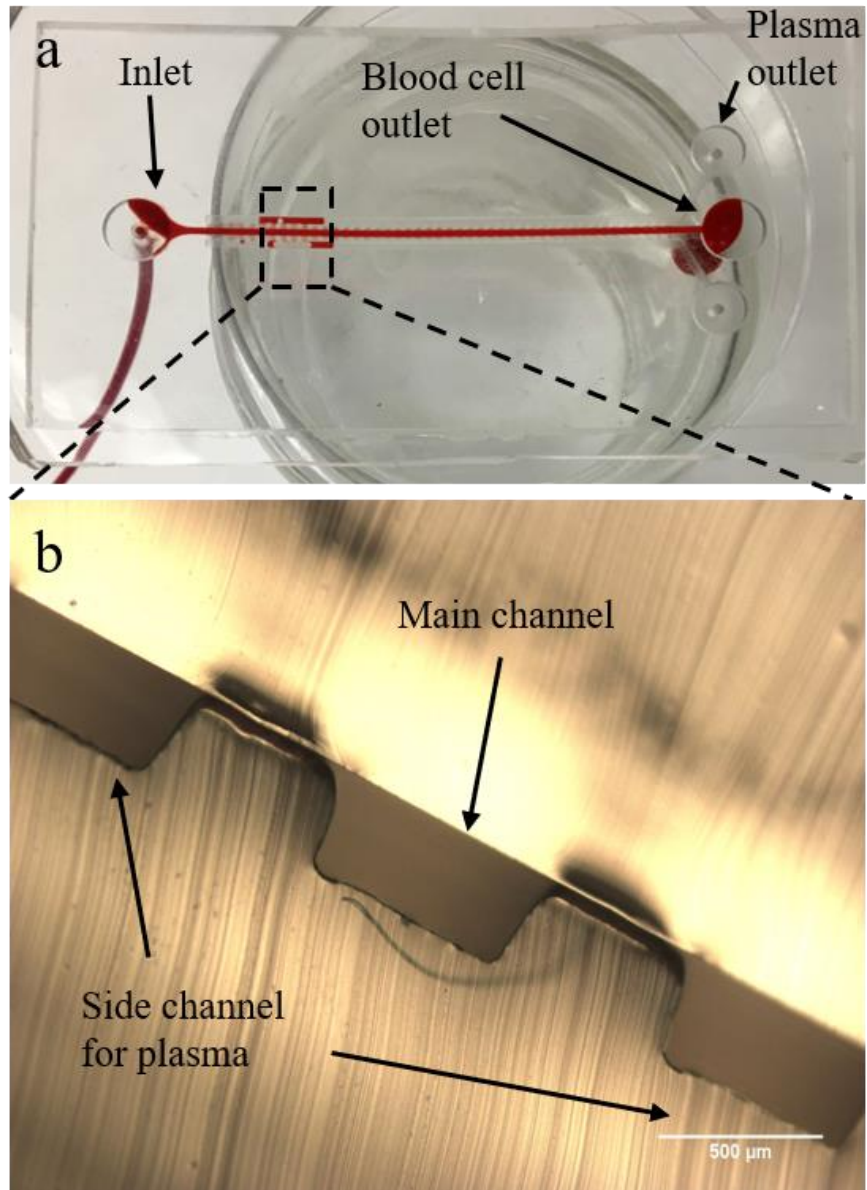 a
Inlet
Blood cell
outlet
Plasma
outlet
b
Main channel
Side channel
for plasma
500 μm